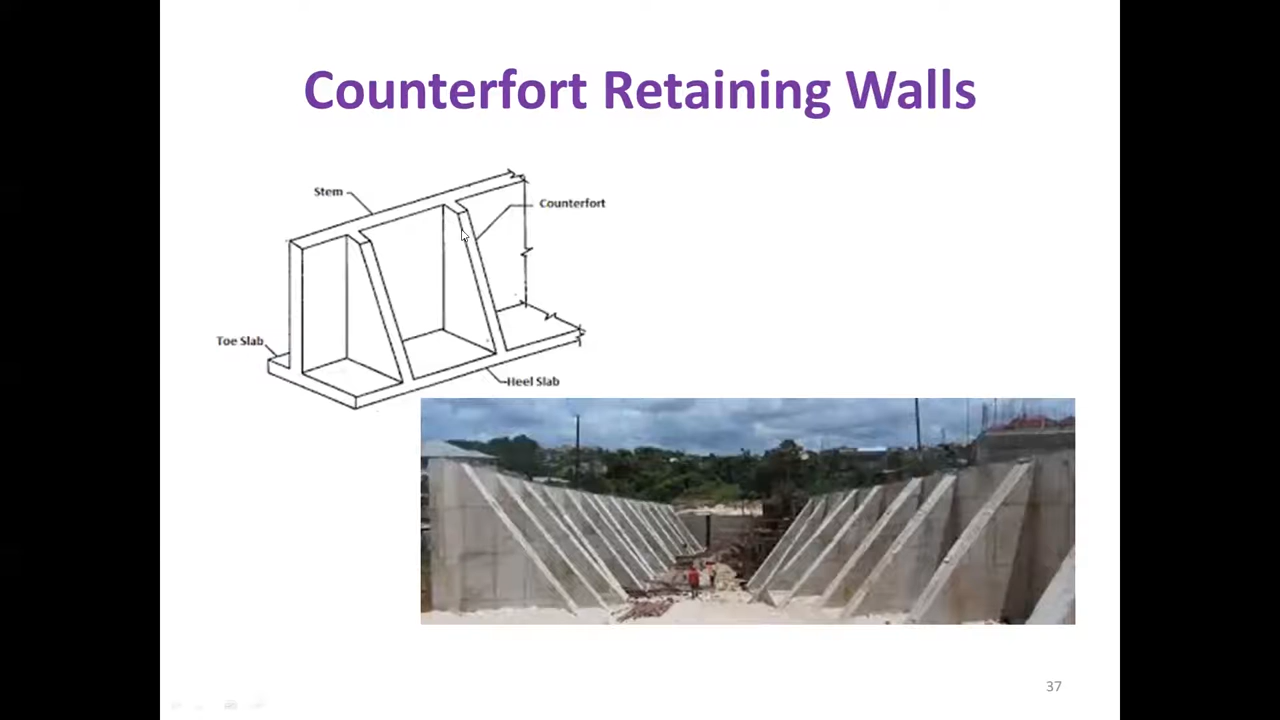 Counterfort Retaining Walls
Stem
Counterfort
Toe Slab
Heel Slab
37